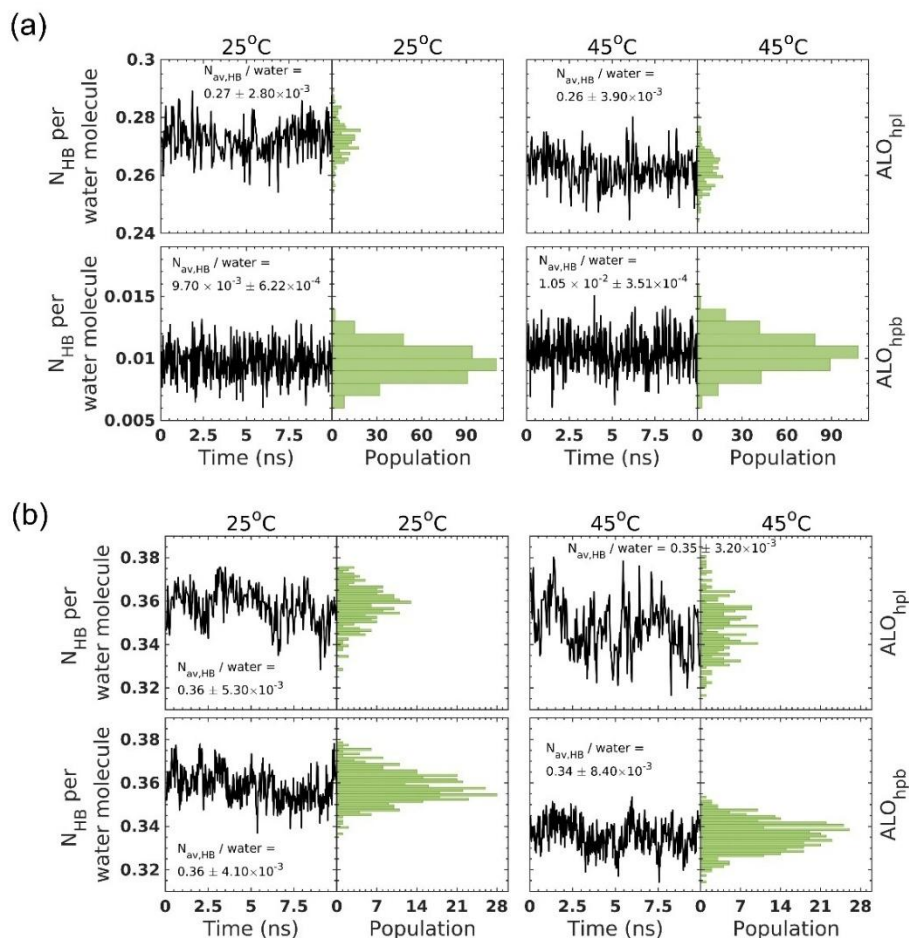 (a)
25°C 25°C 45°C 45°C
N_HB per
water molecule
0.3
0.28
0.26
0.24
N_av,HB / water =
0.27 ± 2.80×10⁻³
N_av,HB / water =
0.26 ± 3.90×10⁻³
ALO_hpl
N_HB per
water molecule
0.015
0.01
0.005
N_av,HB / water =
9.70 × 10⁻³ ± 6.22×10⁻⁴
N_av,HB / water =
1.05 × 10⁻² ± 3.51×10⁻⁴
ALO_hpb
0 2.5 5 7.5 0 30 60 90 0 2.5 5 7.5 0 30 60 90
Time (ns) Population Time (ns) Population
(b)
25°C 25°C 45°C 45°C
N_HB per
water molecule
0.38
0.36
0.34
0.32
N_av,HB / water =
0.36 ± 5.30×10⁻³
N_av,HB / water = 0.35 ± 3.20×10⁻³
ALO_hpl
N_HB per
water molecule
0.38
0.36
0.34
0.32
N_av,HB / water =
0.36 ± 4.10×10⁻³
N_av,HB / water =
0.34 ± 8.40×10⁻³
ALO_hpb
0 2.5 5 7.5 0 7 14 21 28 0 2.5 5 7.5 0 7 14 21 28
Time (ns) Population Time (ns) Population